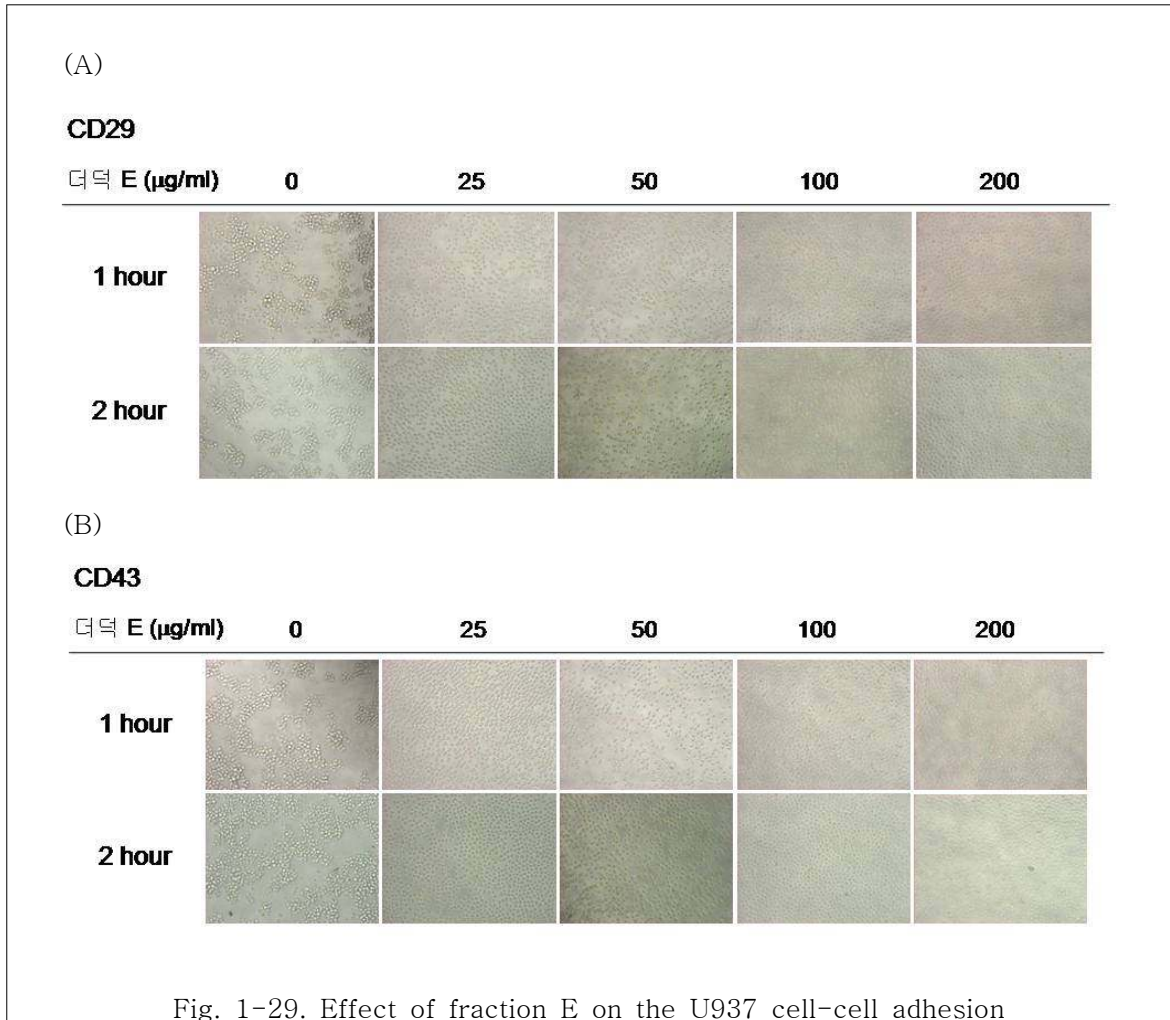 (A)
CD29
더덕 E (μg/ml) 0 25 50 100 200
1 hour
2 hour
(B)
CD43
더덕 E (μg/ml) 0 25 50 100 200
1 hour
2 hour
Fig. 1-29. Effect of fraction E on the U937 cell-cell adhesion